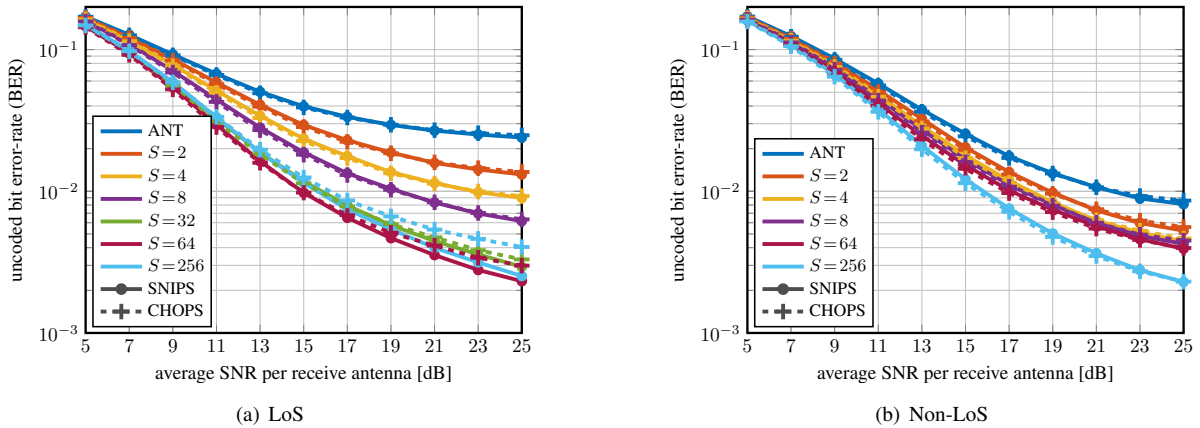 uncoded bit error-rate (BER)
10⁻¹
10⁻²
10⁻³
ANT
S=2
S=4
S=8
S=32
S=64
S=256
SNIPS
CHOPS
5 7 9 11 13 15 17 19 21 23 25
average SNR per receive antenna [dB]
(a) LoS
uncoded bit error-rate (BER)
10⁻¹
10⁻²
10⁻³
ANT
S=2
S=4
S=8
S=64
S=256
SNIPS
CHOPS
5 7 9 11 13 15 17 19 21 23 25
average SNR per receive antenna [dB]
(b) Non-LoS